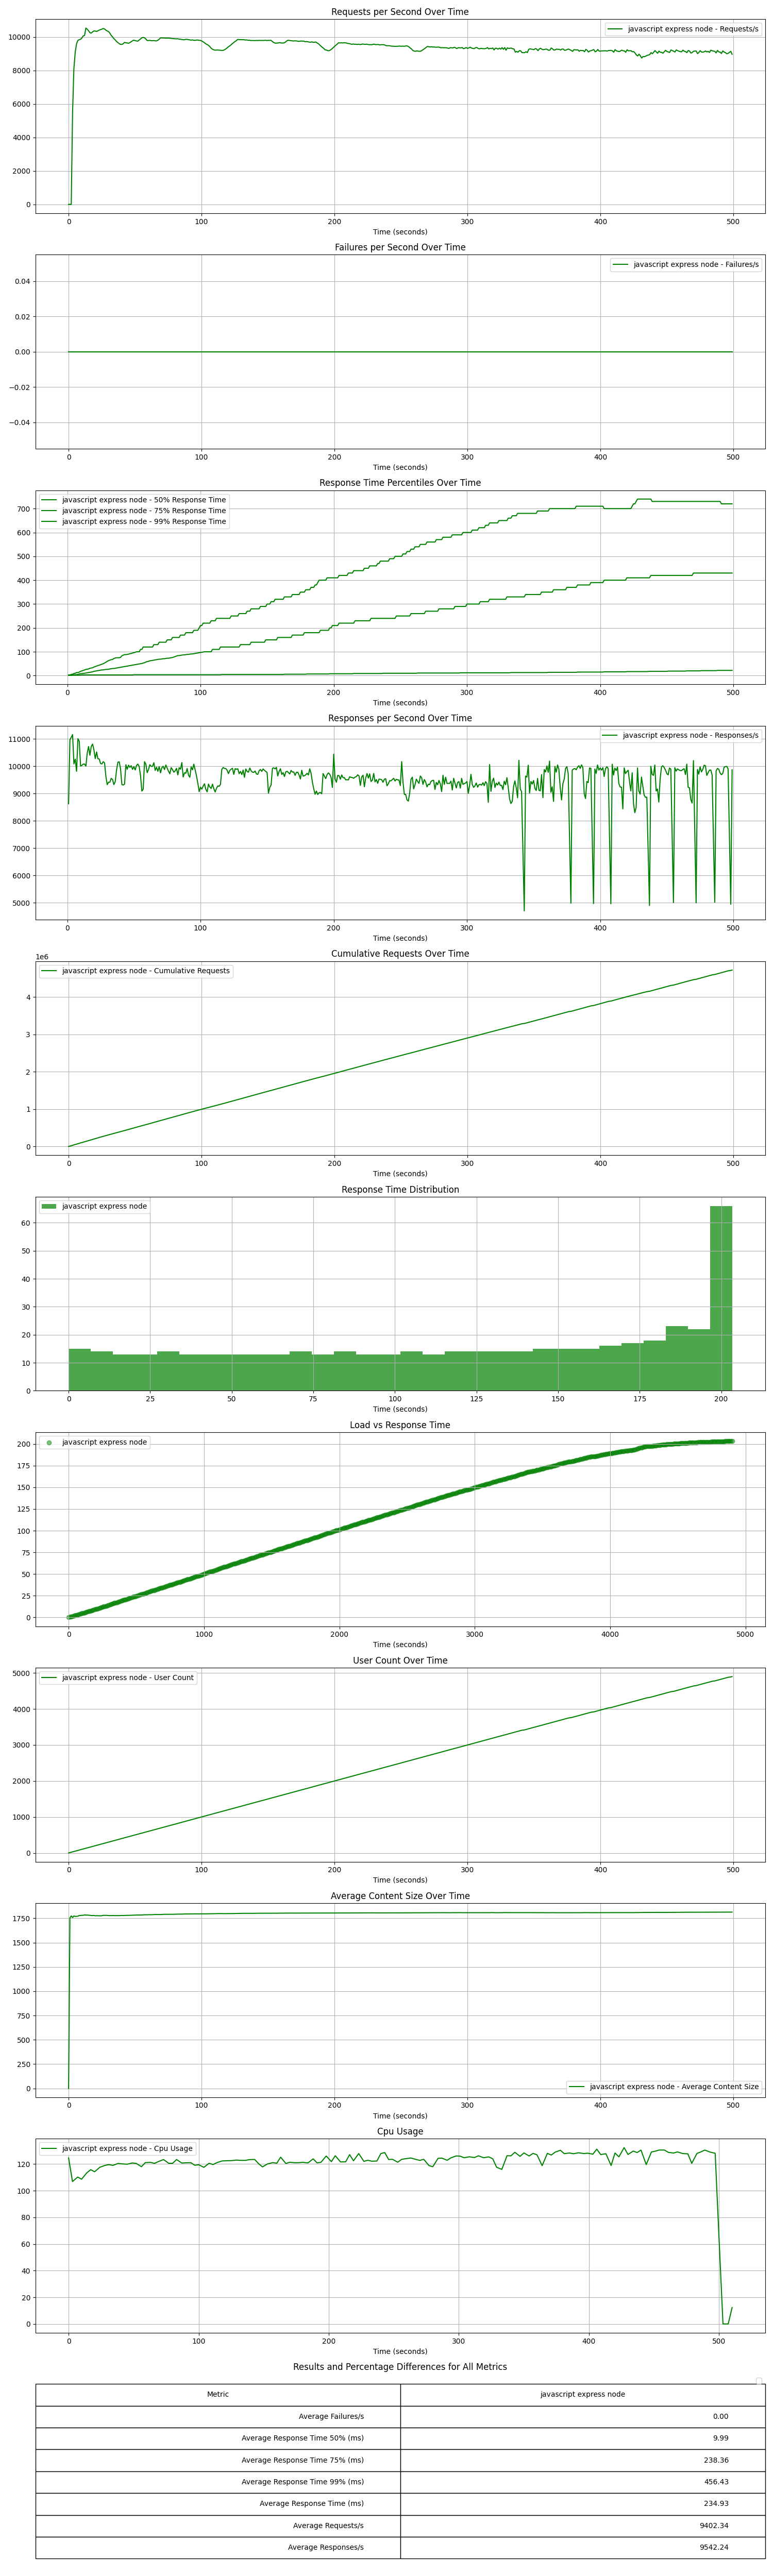 Requests per Second Over Time
javascript express node - Requests/s
10000
8000
6000
4000
2000
0
0 100 200 300 400 500
Time (seconds)
Failures per Second Over Time
javascript express node - Failures/s
0.04
0.02
0.00
−0.02
−0.04
0 100 200 300 400 500
Time (seconds)
Response Time Percentiles Over Time
javascript express node - 50% Response Time
javascript express node - 75% Response Time
javascript express node - 99% Response Time
700
600
500
400
300
200
100
0
0 100 200 300 400 500
Time (seconds)
Responses per Second Over Time
javascript express node - Responses/s
11000
10000
9000
8000
7000
6000
5000
0 100 200 300 400 500
Time (seconds)
Cumulative Requests Over Time
1e6
javascript express node - Cumulative Requests
4
3
2
1
0
0 100 200 300 400 500
Time (seconds)
Response Time Distribution
javascript express node
60
50
40
30
20
10
0
0 25 50 75 100 125 150 175 200
Time (seconds)
Load vs Response Time
javascript express node
200
175
150
125
100
75
50
25
0
0 1000 2000 3000 4000 5000
Time (seconds)
User Count Over Time
javascript express node - User Count
5000
4000
3000
2000
1000
0
0 100 200 300 400 500
Time (seconds)
Average Content Size Over Time
1750
1500
1250
1000
750
500
250
0
javascript express node - Average Content Size
0 100 200 300 400 500
Time (seconds)
Cpu Usage
javascript express node - Cpu Usage
120
100
80
60
40
20
0
0 100 200 300 400 500
Time (seconds)
Results and Percentage Differences for All Metrics
Metric javascript express node
Average Failures/s 0.00
Average Response Time 50% (ms) 9.99
Average Response Time 75% (ms) 238.36
Average Response Time 99% (ms) 456.43
Average Response Time (ms) 234.93
Average Requests/s 9402.34
Average Responses/s 9542.24